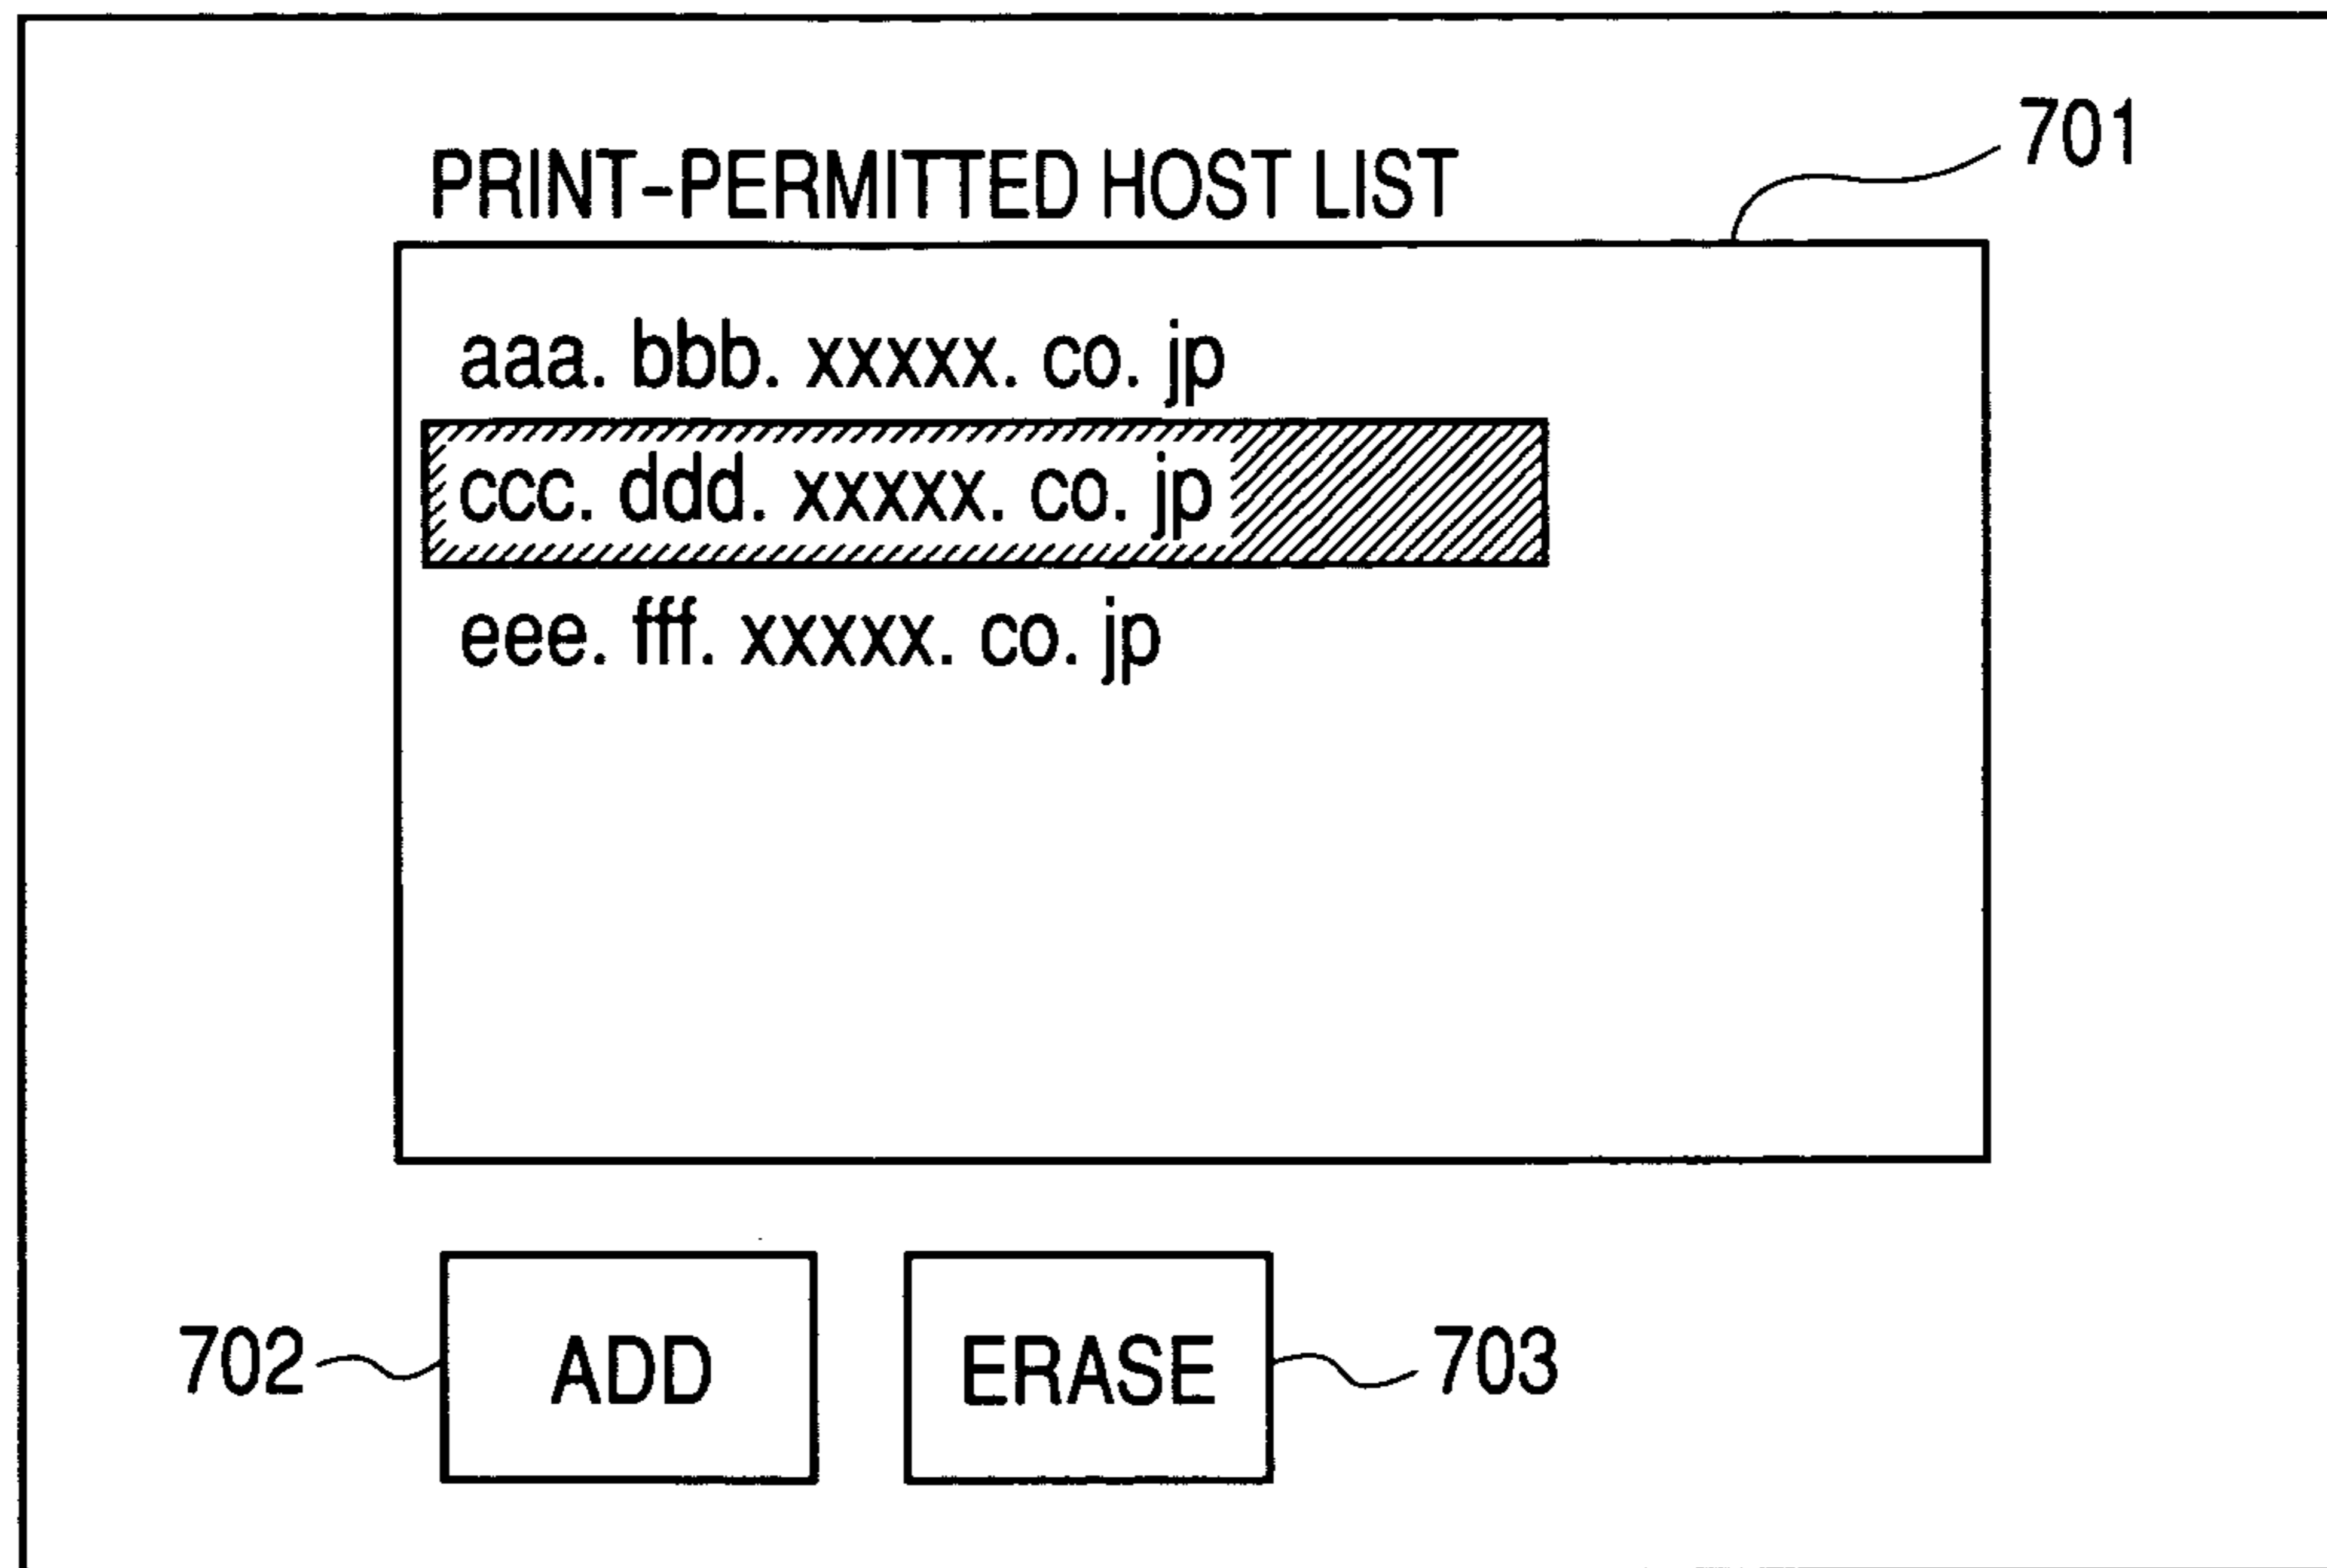 701
PRINT-PERMITTED HOST LIST
aaa. bbb. xxxxx. co. jp
ccc. ddd. xxxxx. co. jp
eee. fff. xxxxx. co. jp
702 ADD ERASE 703